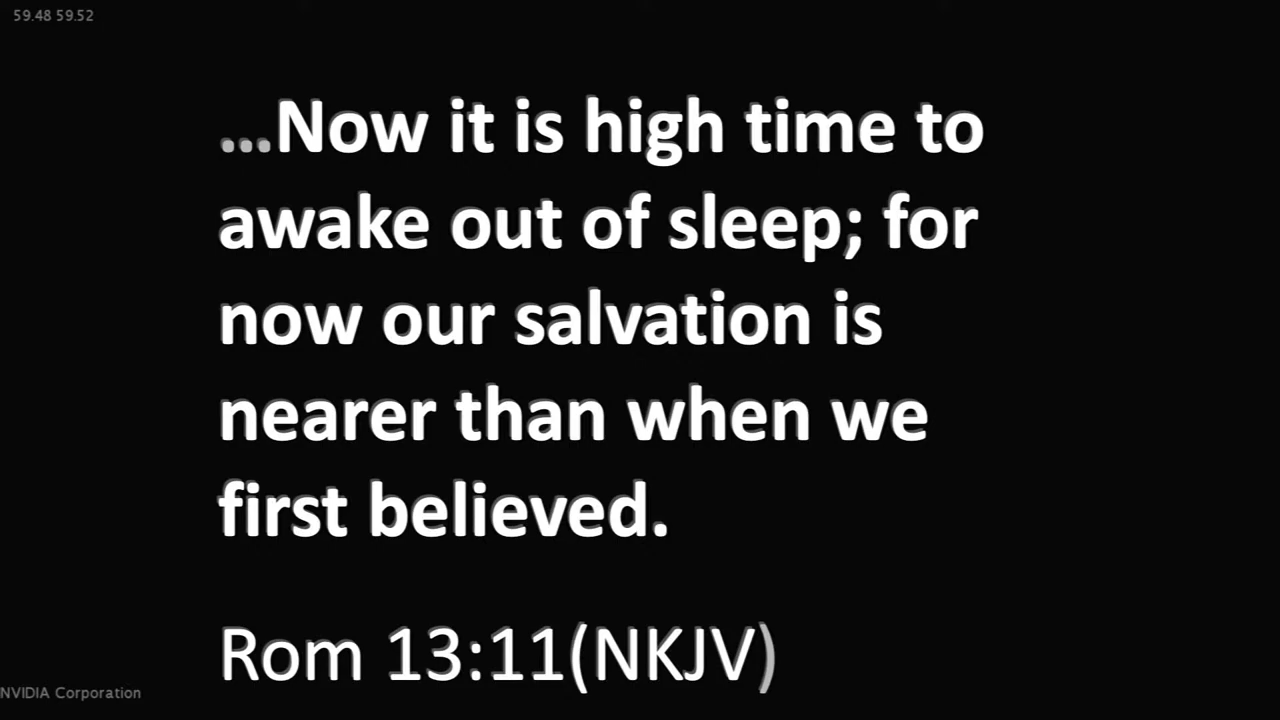 59.48 59.52
...Now it is high time to
awake out of sleep; for
now our salvation is
nearer than when we
first believed.
Rom 13:11(NKJV)
NVIDIA Corporation